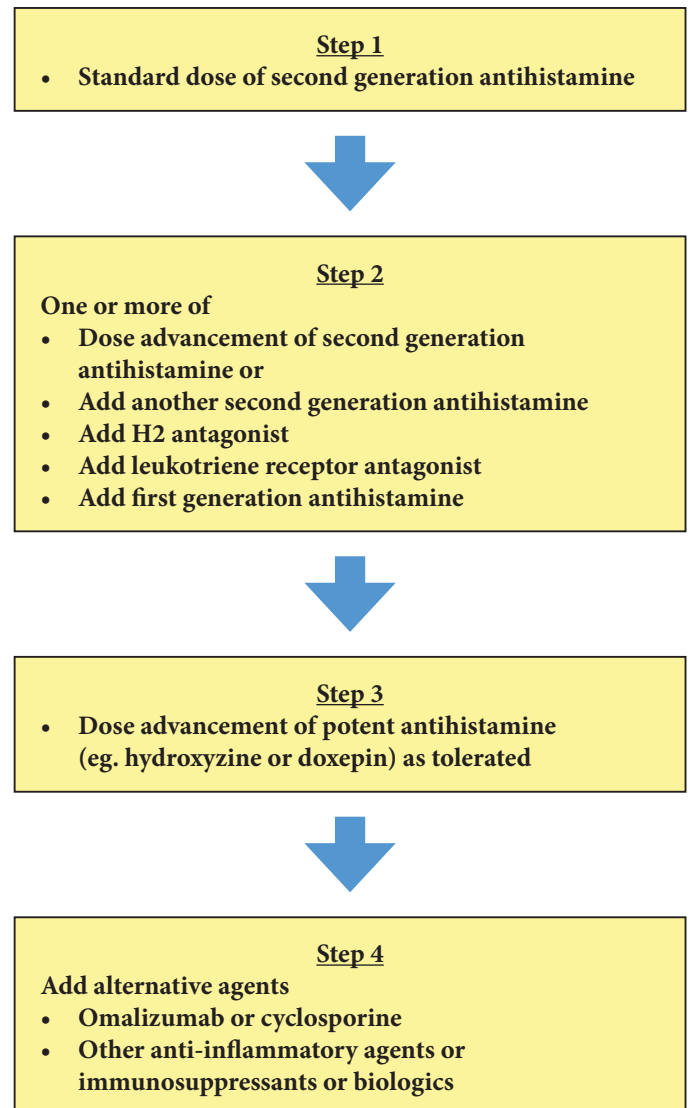 Step 1
• Standard dose of second generation antihistamine
Step 2
One or more of
• Dose advancement of second generation
antihistamine or
• Add another second generation antihistamine
• Add H2 antagonist
• Add leukotriene receptor antagonist
• Add first generation antihistamine
Step 3
• Dose advancement of potent antihistamine
(eg. hydroxyzine or doxepin) as tolerated
Step 4
Add alternative agents
• Omalizumab or cyclosporine
• Other anti-inflammatory agents or
immunosuppressants or biologics